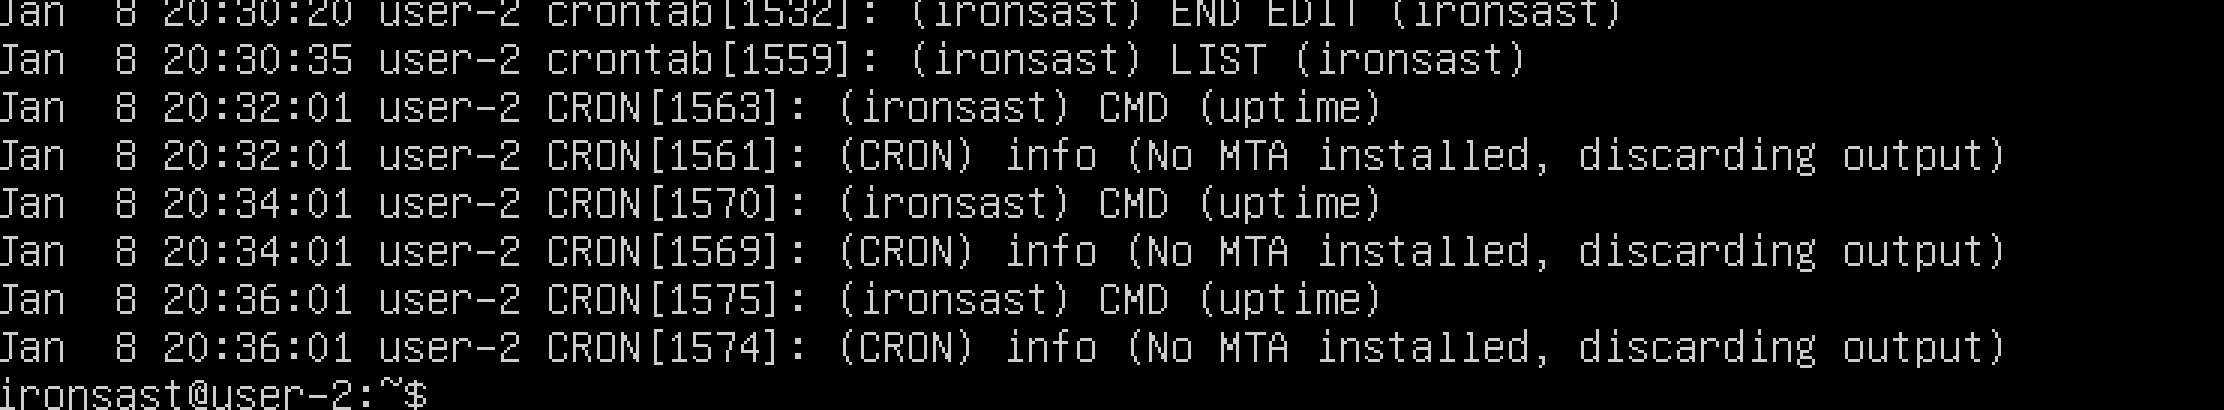 Jan  8 20:30:20 user-2 crontab[1532]: (ironsast) END EDIT (ironsast)
Jan  8 20:30:35 user-2 crontab[1559]: (ironsast) LIST (ironsast)
Jan  8 20:32:01 user-2 CRON[1563]: (ironsast) CMD (uptime)
Jan  8 20:32:01 user-2 CRON[1561]: (CRON) info (No MTA installed, discarding output)
Jan  8 20:34:01 user-2 CRON[1570]: (ironsast) CMD (uptime)
Jan  8 20:34:01 user-2 CRON[1569]: (CRON) info (No MTA installed, discarding output)
Jan  8 20:36:01 user-2 CRON[1575]: (ironsast) CMD (uptime)
Jan  8 20:36:01 user-2 CRON[1574]: (CRON) info (No MTA installed, discarding output)
ironsast@user-2:~$